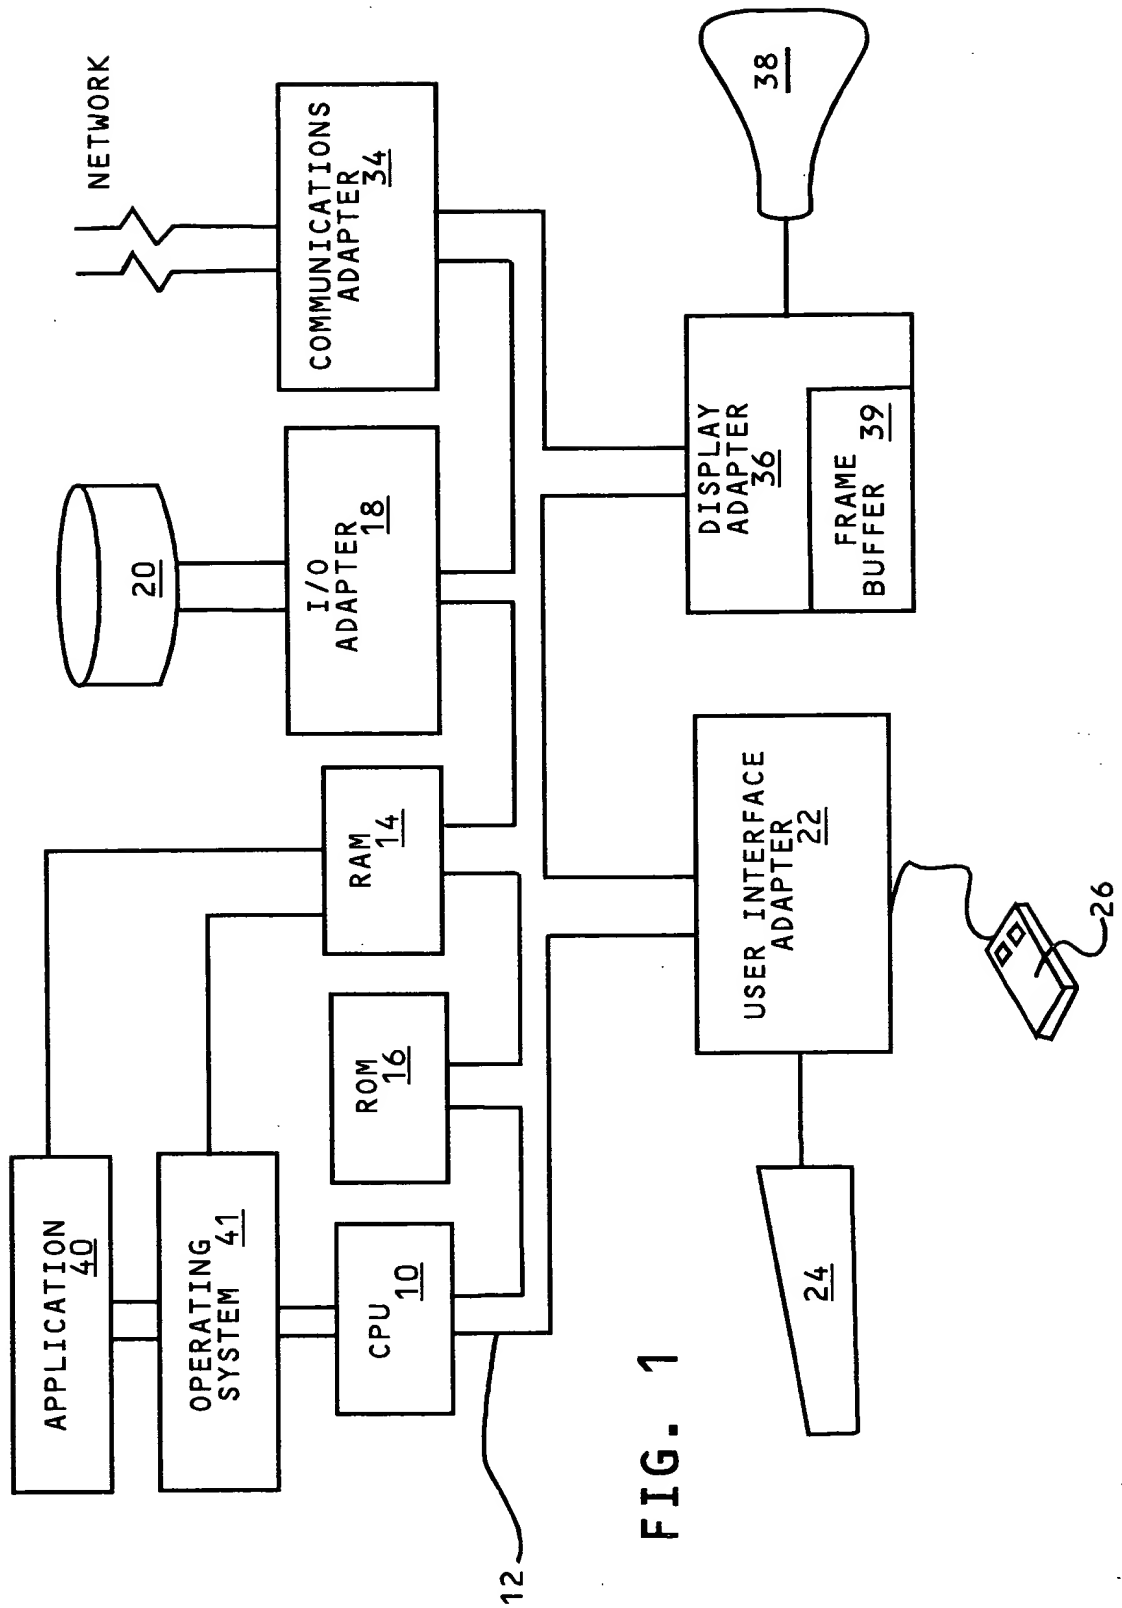 APPLICATION
40
OPERATING
SYSTEM 41
CPU
10
ROM
16
RAM
14
I/O
ADAPTER
18
20
COMMUNICATIONS
ADAPTER
34
NETWORK
12
USER INTERFACE
ADAPTER
22
24
26
DISPLAY
ADAPTER
36
FRAME
BUFFER 39
38
FIG. 1